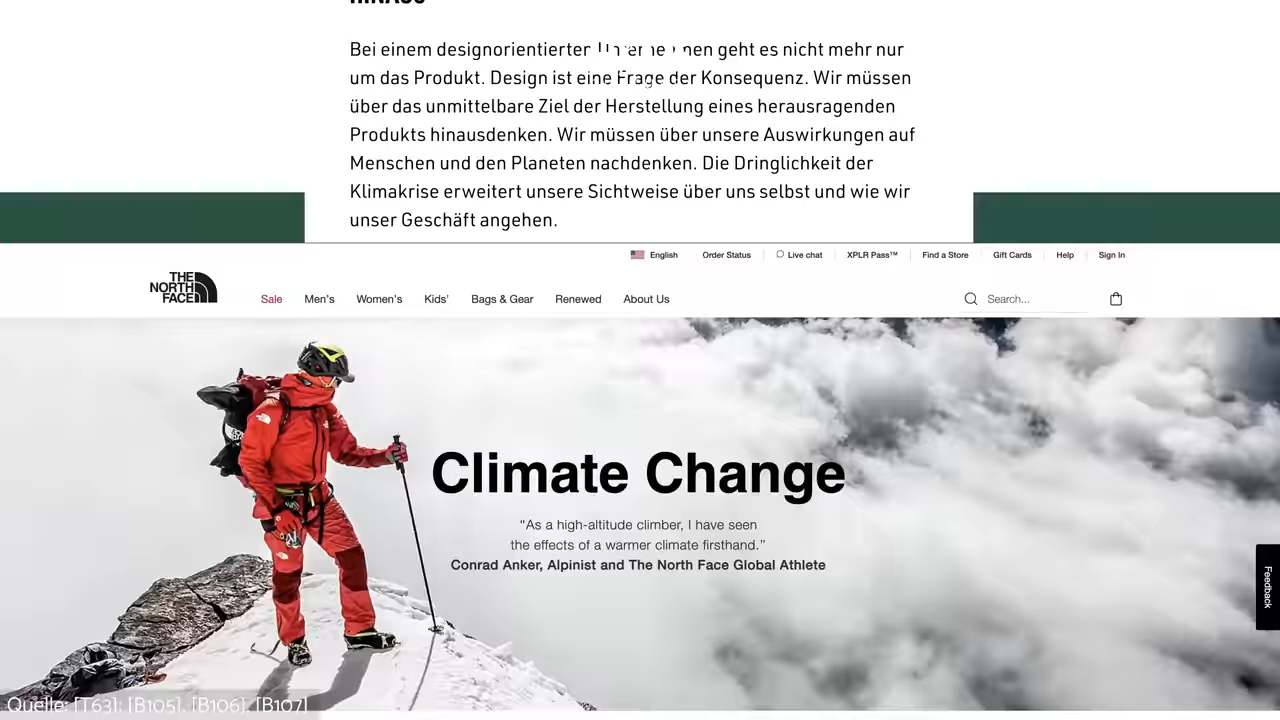 Bei einem designorientierten geht es nicht mehr nur
um das Produkt. Design ist eine Frage der Konsequenz. Wir müssen
über das unmittelbare Ziel der Herstellung eines herausragenden
Produkts hinausdenken. Wir müssen über unsere Auswirkungen auf
Menschen und den Planeten nachdenken. Die Dringlichkeit der
Klimakrise erweitert unsere Sichtweise über uns selbst und wie wir
unser Geschäft angehen.
English Order Status Live chat XPLR Pass™ Find a Store Gift Cards Help Sign In
THE
NORTH
FACE
Sale Men's Women's Kids' Bags & Gear Renewed About Us Search...
Climate Change
“As a high-altitude climber, I have seen
the effects of a warmer climate firsthand.”
Conrad Anker, Alpinist and The North Face Global Athlete
Feedback
Quelle: [T63]; [B105], [B106], [B107]